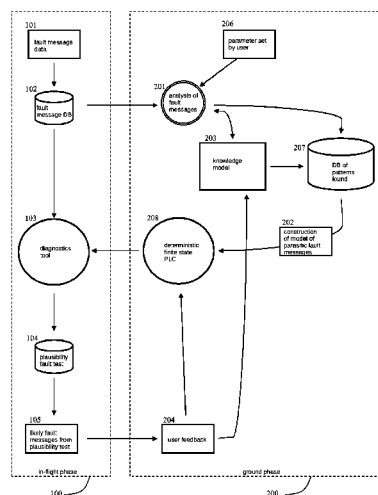 101
fault message
data
102
fault
message DB
103
diagnostics
tool
104
plausibility
fault test
105
likely fault
messages from
plausibility test
in-flight phase
100
206
parameter set
by user
201
analysis of
fault
messages
203
knowledge
model
207
DB of
patterns
found
202
construction of
model of
parasitic fault
messages
208
deterministic
finite state
PLC
204
user feedback
ground phase
200